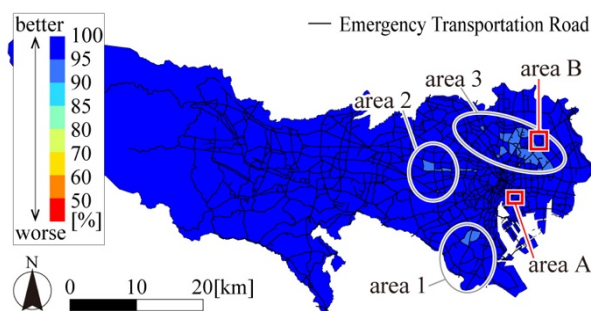 better
100
95
90
85
80
70
60
50
[%]
worse
— Emergency Transportation Road
area 3
area B
area 2
area 1
area A
N
0 10 20[km]